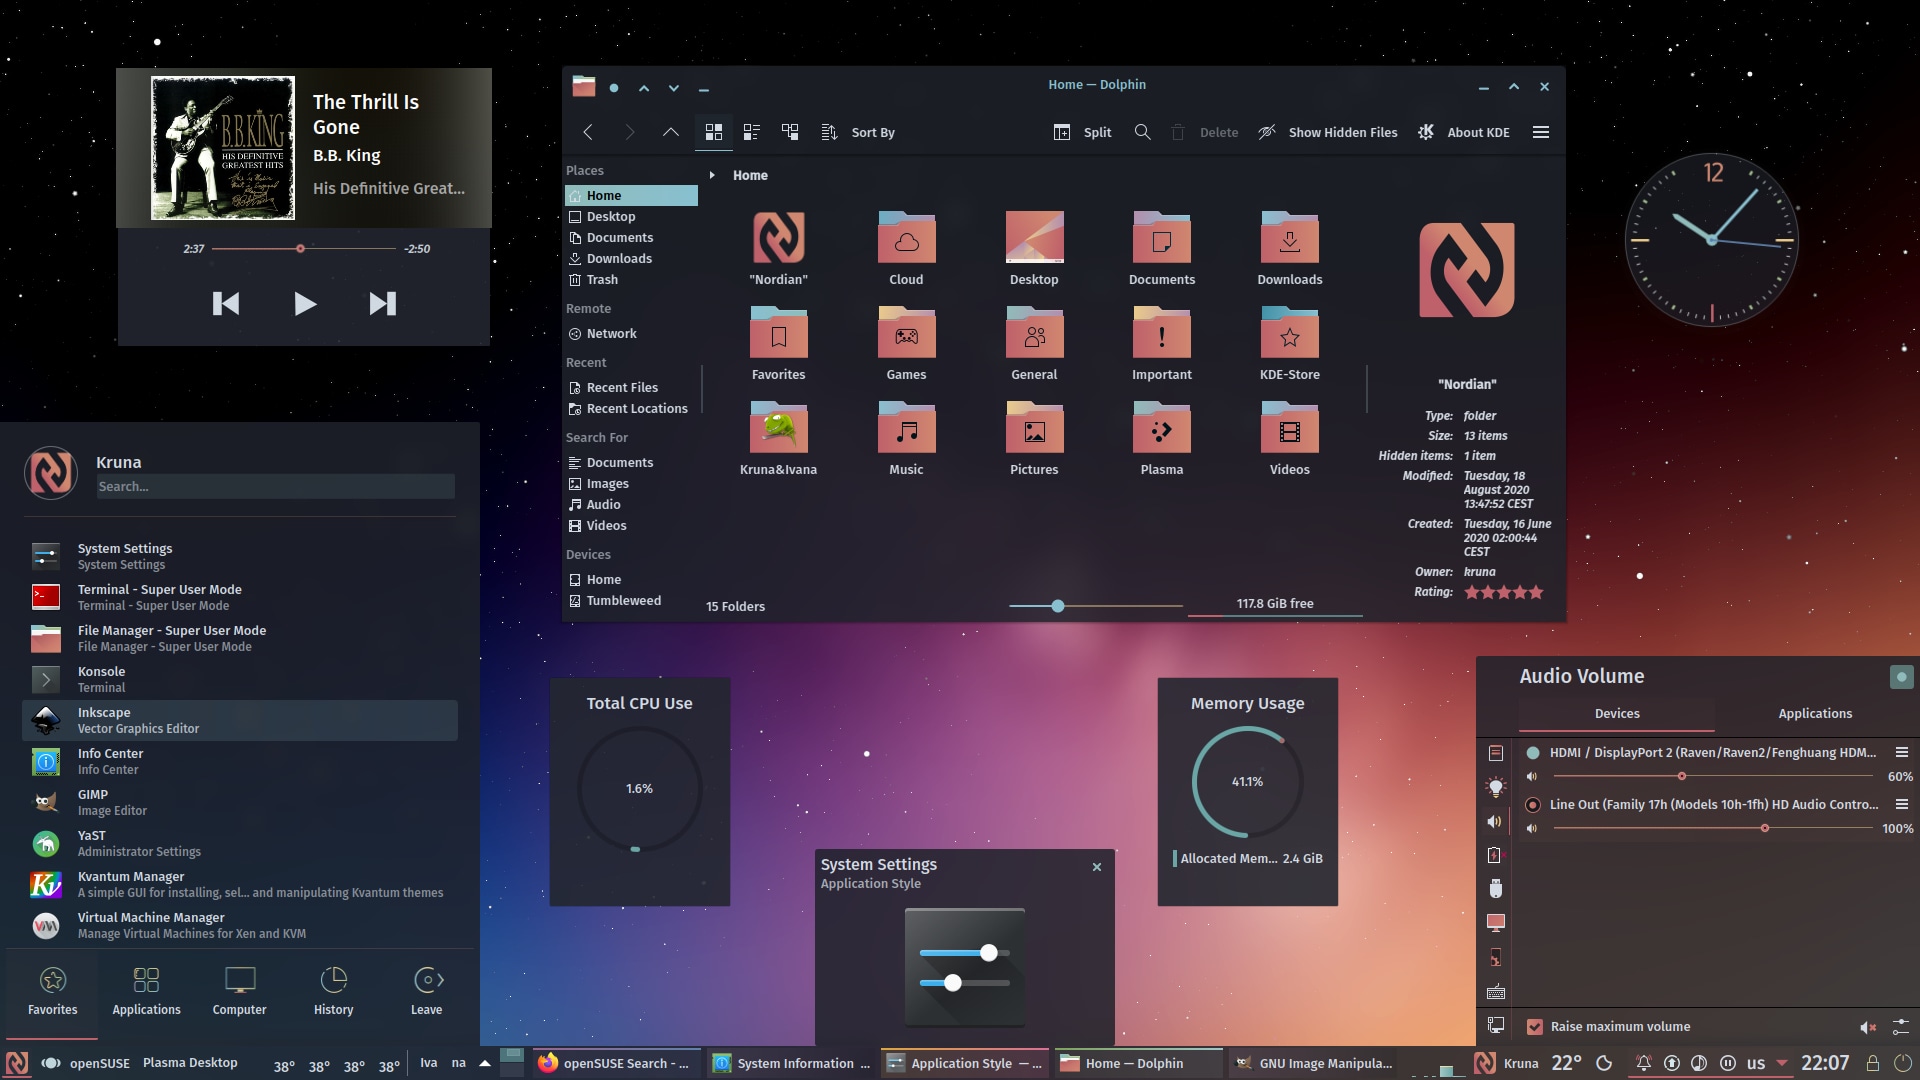 The Thrill Is
Gone
B.B. King
His Definitive Great...
B.B.KING
HIS DEFINITIVE
GREATEST HITS
2:37
-2:50
Home — Dolphin
Sort By
Split
Delete
Show Hidden Files
About KDE
Places
Home
Desktop
Documents
Downloads
Trash
Remote
Network
Recent
Recent Files
Recent Locations
Search For
Documents
Images
Audio
Videos
Devices
Home
Tumbleweed
Home
"Nordian"
Cloud
Desktop
Documents
Downloads
Favorites
Games
General
Important
KDE-Store
Kruna&Ivana
Music
Pictures
Plasma
Videos
15 Folders
117.8 GiB free
"Nordian"
Type: folder
Size: 13 items
Hidden items: 1 item
Modified: Tuesday, 18
August 2020
13:47:52 CEST
Created: Tuesday, 16 June
2020 02:00:44
CEST
Owner: kruna
Rating:
12
Kruna
Search...
System Settings
System Settings
Terminal - Super User Mode
Terminal - Super User Mode
File Manager - Super User Mode
File Manager - Super User Mode
Konsole
Terminal
Inkscape
Vector Graphics Editor
Info Center
Info Center
GIMP
Image Editor
YaST
Administrator Settings
Kvantum Manager
A simple GUI for installing, sel... and manipulating Kvantum themes
Virtual Machine Manager
Manage Virtual Machines for Xen and KVM
Favorites
Applications
Computer
History
Leave
Total CPU Use
1.6%
Memory Usage
41.1%
Allocated Mem... 2.4 GiB
System Settings
Application Style
Audio Volume
Devices
Applications
HDMI / DisplayPort 2 (Raven/Raven2/Fenghuang HDM...
60%
Line Out (Family 17h (Models 10h-1fh) HD Audio Contro...
100%
Raise maximum volume
openSUSE
Plasma Desktop
38° 38° 38° 38°
Iva
na
openSUSE Search - ...
System Information ...
Application Style — ...
Home — Dolphin
GNU Image Manipula...
Kruna
22°
us
22:07